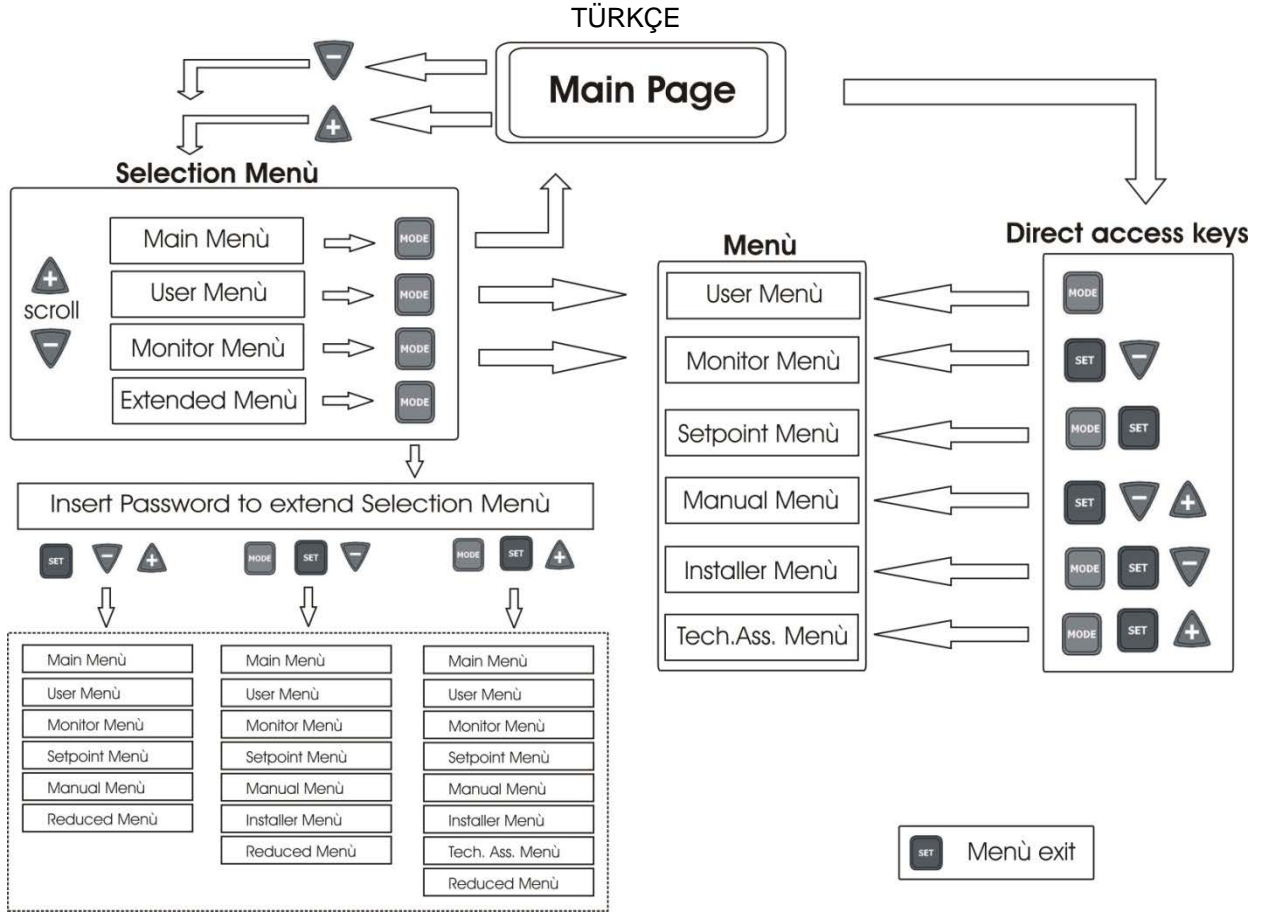 TÜRKÇE
Main Page
−
+
Selection Menù
+
scroll
−
Main Menù
MODE
User Menù
MODE
Monitor Menù
MODE
Extended Menù
MODE
Insert Password to extend Selection Menù
SET − +
MODE SET −
MODE SET +
Main Menù
User Menù
Monitor Menù
Setpoint Menù
Manual Menù
Reduced Menù
Main Menù
User Menù
Monitor Menù
Setpoint Menù
Manual Menù
Installer Menù
Reduced Menù
Main Menù
User Menù
Monitor Menù
Setpoint Menù
Manual Menù
Installer Menù
Tech. Ass. Menù
Reduced Menù
Menù
User Menù
Monitor Menù
Setpoint Menù
Manual Menù
Installer Menù
Tech.Ass. Menù
Direct access keys
MODE
SET −
MODE SET
SET − +
MODE SET −
MODE SET +
SET Menù exit